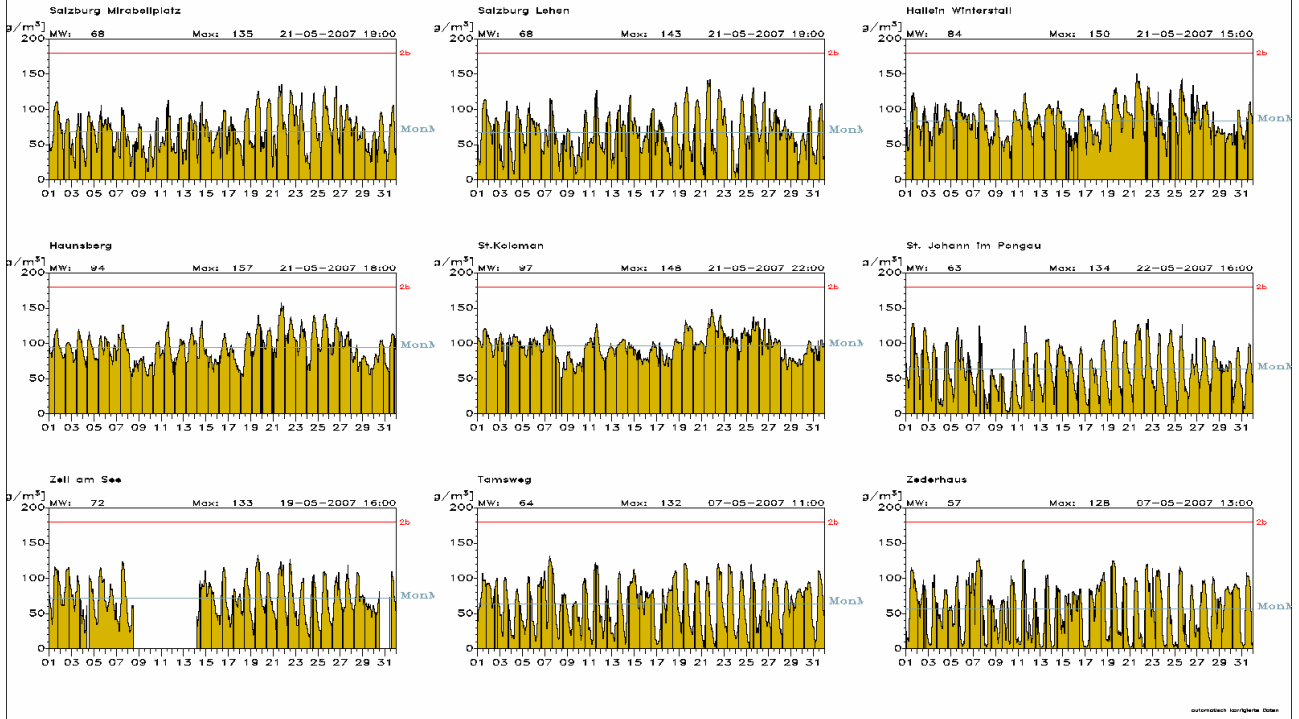 Salzburg Mirabellplatz Salzburg Lehen Hallein Winterstall
g/m³] MW: 68 Max: 135 21-05-2007 19:00 g/m³] MW: 68 Max: 143 21-05-2007 19:00 g/m³] MW: 84 Max: 150 21-05-2007 15:00
200 200 200
2b 2b 2b
150 150 150
100 100 100
MonM MonM MonM
50 50 50
0 0 0
01 03 05 07 09 11 13 15 17 19 21 23 25 27 29 31 01 03 05 07 09 11 13 15 17 19 21 23 25 27 29 31 01 03 05 07 09 11 13 15 17 19 21 23 25 27 29 31
Haunsberg St.Koloman St. Johann im Pongau
g/m³] MW: 94 Max: 157 21-05-2007 18:00 g/m³] MW: 97 Max: 148 21-05-2007 22:00 g/m³] MW: 63 Max: 134 22-05-2007 16:00
200 200 200
2b 2b 2b
150 150 150
100 100 100
MonM MonM MonM
50 50 50
0 0 0
01 03 05 07 09 11 13 15 17 19 21 23 25 27 29 31 01 03 05 07 09 11 13 15 17 19 21 23 25 27 29 31 01 03 05 07 09 11 13 15 17 19 21 23 25 27 29 31
Zell am See Tamsweg Zederhaus
g/m³] MW: 72 Max: 133 19-05-2007 16:00 g/m³] MW: 64 Max: 132 07-05-2007 11:00 g/m³] MW: 57 Max: 128 07-05-2007 13:00
200 200 200
2b 2b 2b
150 150 150
100 100 100
MonM MonM MonM
50 50 50
0 0 0
01 03 05 07 09 11 13 15 17 19 21 23 25 27 29 31 01 03 05 07 09 11 13 15 17 19 21 23 25 27 29 31 01 03 05 07 09 11 13 15 17 19 21 23 25 27 29 31
automatisch korrigierte Daten